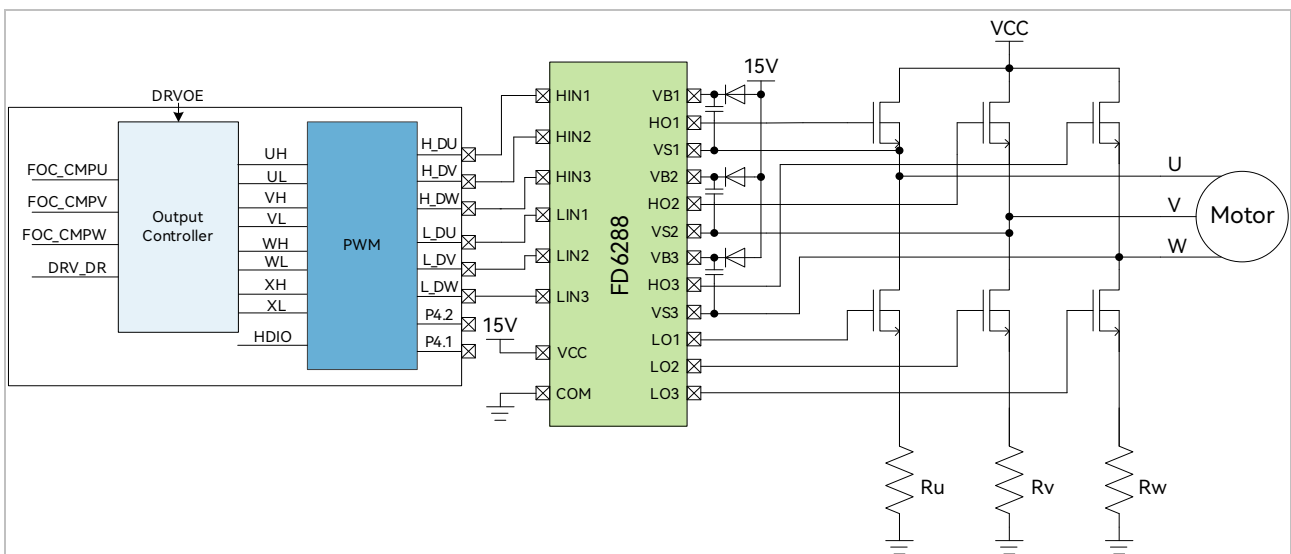 DRVOE
FOC_CMPU
FOC_CMPV
FOC_CMPW
DRV_DR
Output
Controller
UH
UL
VH
VL
WH
WL
XH
XL
HDIO
PWM
H_DU
H_DV
H_DW
L_DU
L_DV
L_DW
P4.2
P4.1
15V
HIN1
HIN2
HIN3
LIN1
LIN2
LIN3
VCC
COM
FD6288
VB1
HO1
VS1
VB2
HO2
VS2
VB3
HO3
VS3
LO1
LO2
LO3
15V
VCC
U
V
W
Motor
Ru
Rv
Rw